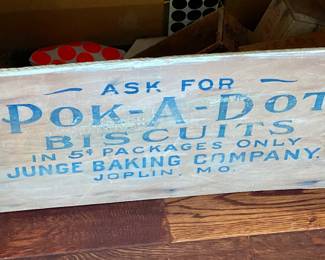 ASK FOR
POK-A-DOT
BISCUITS
IN 5¢ PACKAGES ONLY
JUNGE BAKING COMPANY.
JOPLIN, MO.